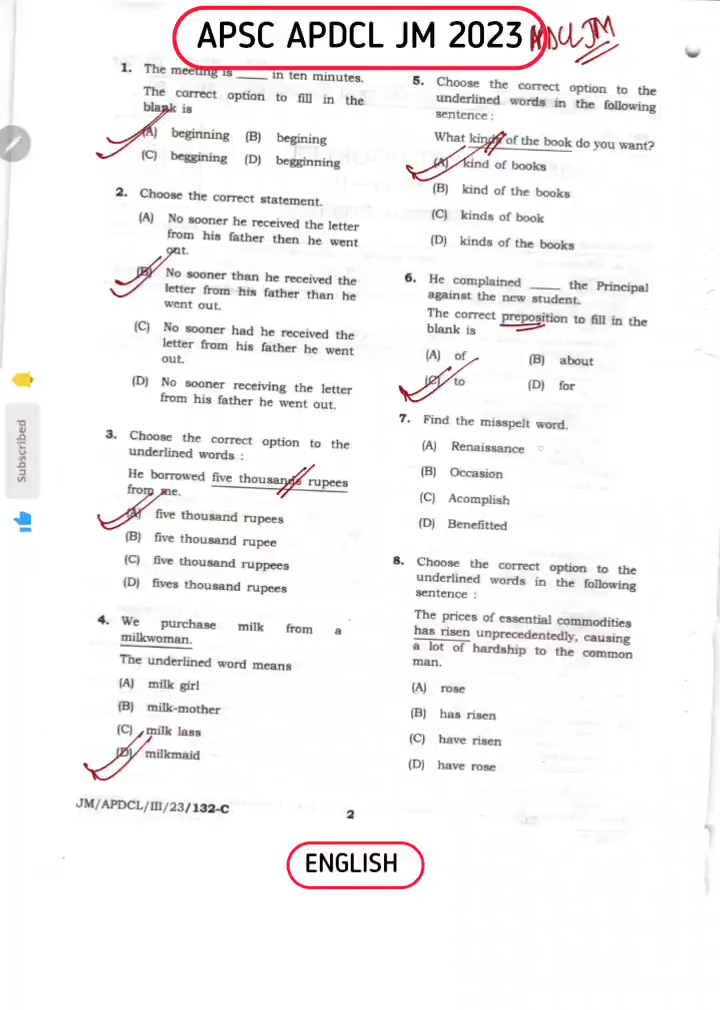 APSC APDCL JM 2023
APDCL JM
1. The meeting is ____ in ten minutes.
The correct option to fill in the
blank is
(A) beginning (B) begining
(C) beggining (D) begginning
2. Choose the correct statement.
(A) No sooner he received the letter
from his father then he went
out.
(B) No sooner than he received the
letter from his father than he
went out.
(C) No sooner had he received the
letter from his father he went
out.
(D) No sooner receiving the letter
from his father he went out.
3. Choose the correct option to the
underlined words :
He borrowed five thousands rupees
from me.
(A) five thousand rupees
(B) five thousand rupee
(C) five thousand ruppees
(D) fives thousand rupees
4. We purchase milk from a
milkwoman.
The underlined word means
(A) milk girl
(B) milk-mother
(C) milk lass
(D) milkmaid
JM/APDCL/III/23/132-C
5. Choose the correct option to the
underlined words in the following
sentence :
What kinds of the book do you want?
(A) kind of books
(B) kind of the books
(C) kinds of book
(D) kinds of the books
6. He complained ____ the Principal
against the new student.
The correct preposition to fill in the
blank is
(A) of (B) about
(C) to (D) for
7. Find the misspelt word.
(A) Renaissance
(B) Occasion
(C) Acomplish
(D) Benefitted
8. Choose the correct option to the
underlined words in the following
sentence :
The prices of essential commodities
has risen unprecedentedly, causing
a lot of hardship to the common
man.
(A) rose
(B) has risen
(C) have risen
(D) have rose
2
Subscribed
ENGLISH